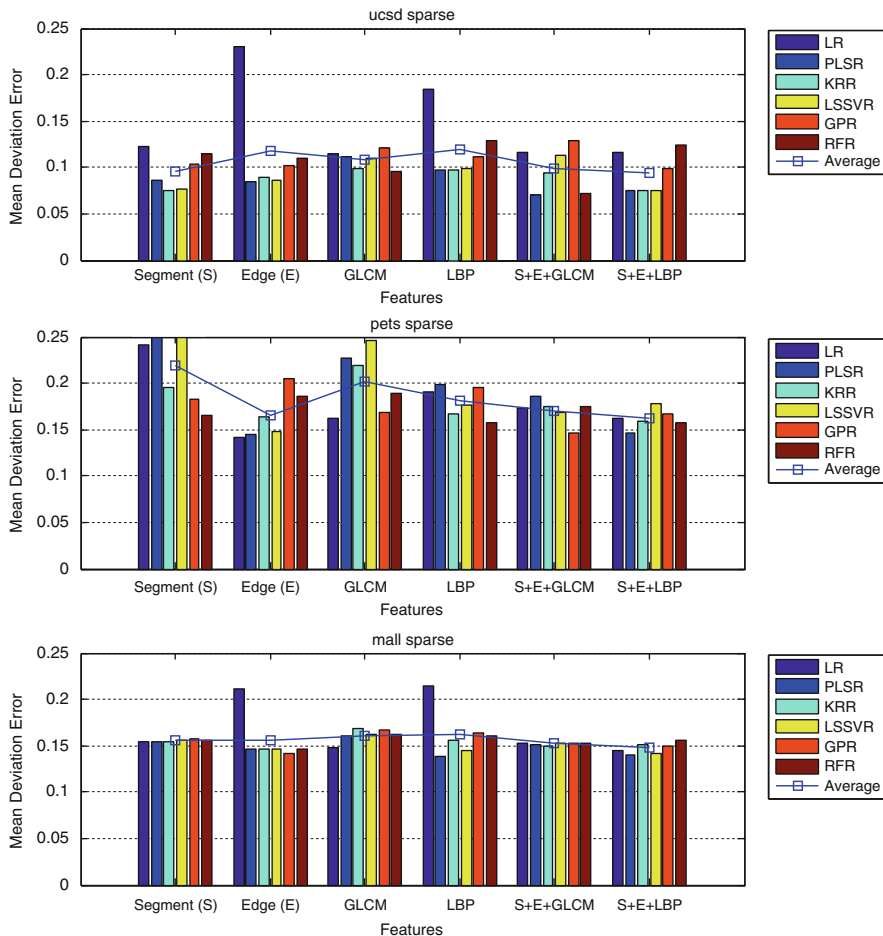 ucsd sparse
Mean Deviation Error
0.25
0.2
0.15
0.1
0.05
0
Segment (S) Edge (E) GLCM LBP S+E+GLCM S+E+LBP
Features
LR
PLSR
KRR
LSSVR
GPR
RFR
Average
pets sparse
Mean Deviation Error
0.25
0.2
0.15
0.1
0.05
0
Segment (S) Edge (E) GLCM LBP S+E+GLCM S+E+LBP
Features
LR
PLSR
KRR
LSSVR
GPR
RFR
Average
mall sparse
Mean Deviation Error
0.25
0.2
0.15
0.1
0.05
0
Segment (S) Edge (E) GLCM LBP S+E+GLCM S+E+LBP
Features
LR
PLSR
KRR
LSSVR
GPR
RFR
Average